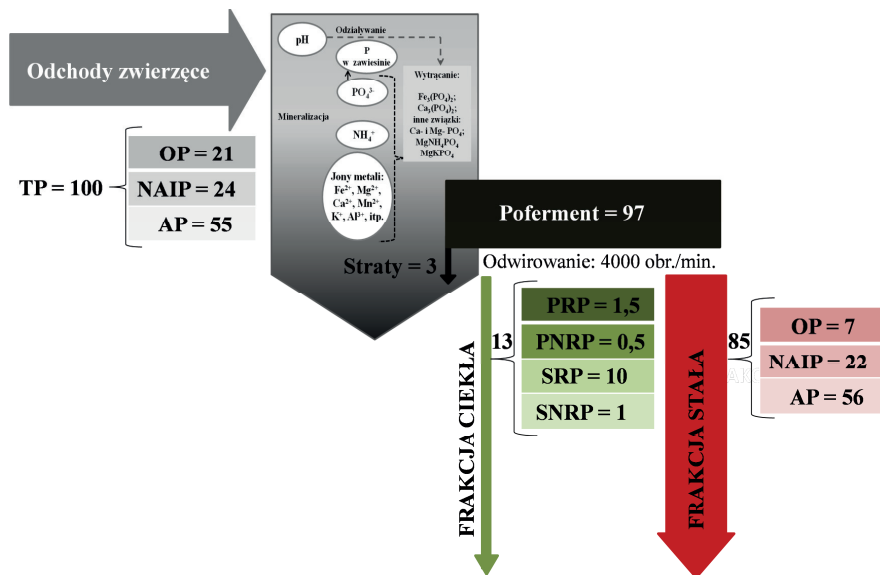 Odchody zwierzęce
TP = 100
OP = 21
NAIP = 24
AP = 55
pH
Odziaływanie
P
w zawiesinie
PO₄³⁻
Mineralizacja
NH₄⁺
Jony metali:
Fe²⁺, Mg²⁺,
Ca²⁺, Mn²⁺,
K⁺, Al³⁺, itp.
Wytrącanie:
Fe₃(PO₄)₂;
Ca₃(PO₄)₂;
inne związki:
Ca- i Mg- PO₄;
MgNH₄PO₄
MgKPO₄
Poferment = 97
Straty = 3
Odwirowanie: 4000 obr./min.
FRAKCJA CIEKŁA
13
PRP = 1,5
PNRP = 0,5
SRP = 10
SNRP = 1
FRAKCJA STAŁA
85
OP = 7
NAIP = 22
AP = 56